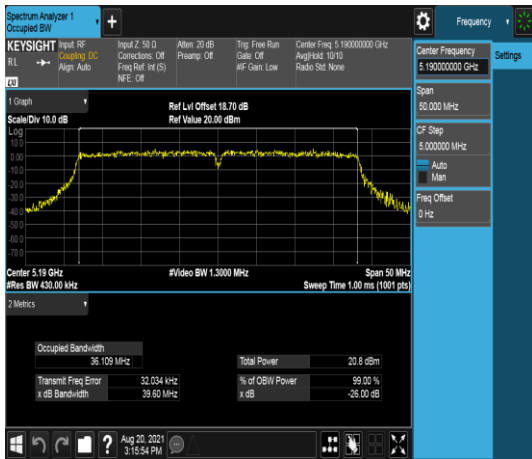 Spectrum Analyzer 1
Occupied BW
+
Frequency
KEYSIGHT
R L
LXI
Input: RF
Coupling: DC
Align: Auto
Input Z: 50 Ω
Corrections: Off
Freq Ref: Int (S)
NFE: Off
Atten: 20 dB
Preamp: Off
Trig: Free Run
Gate: Off
#IF Gain: Low
Center Freq: 5.190000000 GHz
Avg|Hold: 10/10
Radio Std: None
Center Frequency
5.190000000 GHz
Settings
Span
50.000 MHz
CF Step
5.000000 MHz
Auto
Man
Freq Offset
0 Hz
1 Graph
Scale/Div 10.0 dB
Ref Lvl Offset 18.70 dB
Ref Value 20.00 dBm
Log
10.0
0.00
-10.0
-20.0
-30.0
-40.0
-50.0
-60.0
-70.0
Center 5.19 GHz
#Res BW 430.00 kHz
#Video BW 1.3000 MHz
Span 50 MHz
Sweep Time 1.00 ms (1001 pts)
2 Metrics
Occupied Bandwidth
36.109 MHz
Total Power 20.8 dBm
Transmit Freq Error 32.034 kHz
% of OBW Power 99.00 %
x dB Bandwidth 39.60 MHz
x dB -26.00 dB
?
Aug 20, 2021
3:15:54 PM